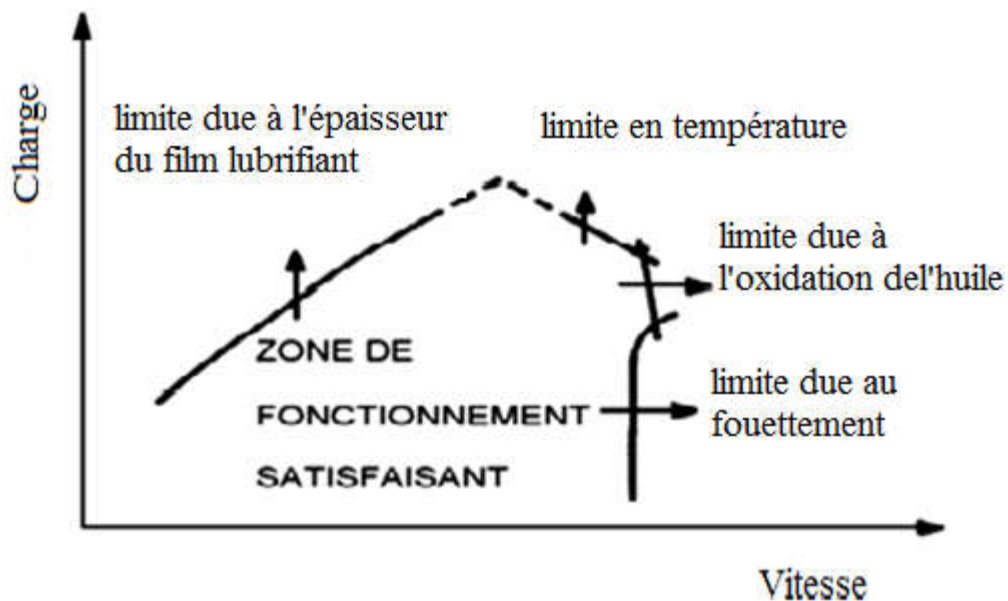 Charge
limite due à l'épaisseur
du film lubrifiant
limite en température
limite due à
l'oxidation del'huile
ZONE DE
FONCTIONNEMENT
SATISFAISANT
limite due au
fouettement
Vitesse